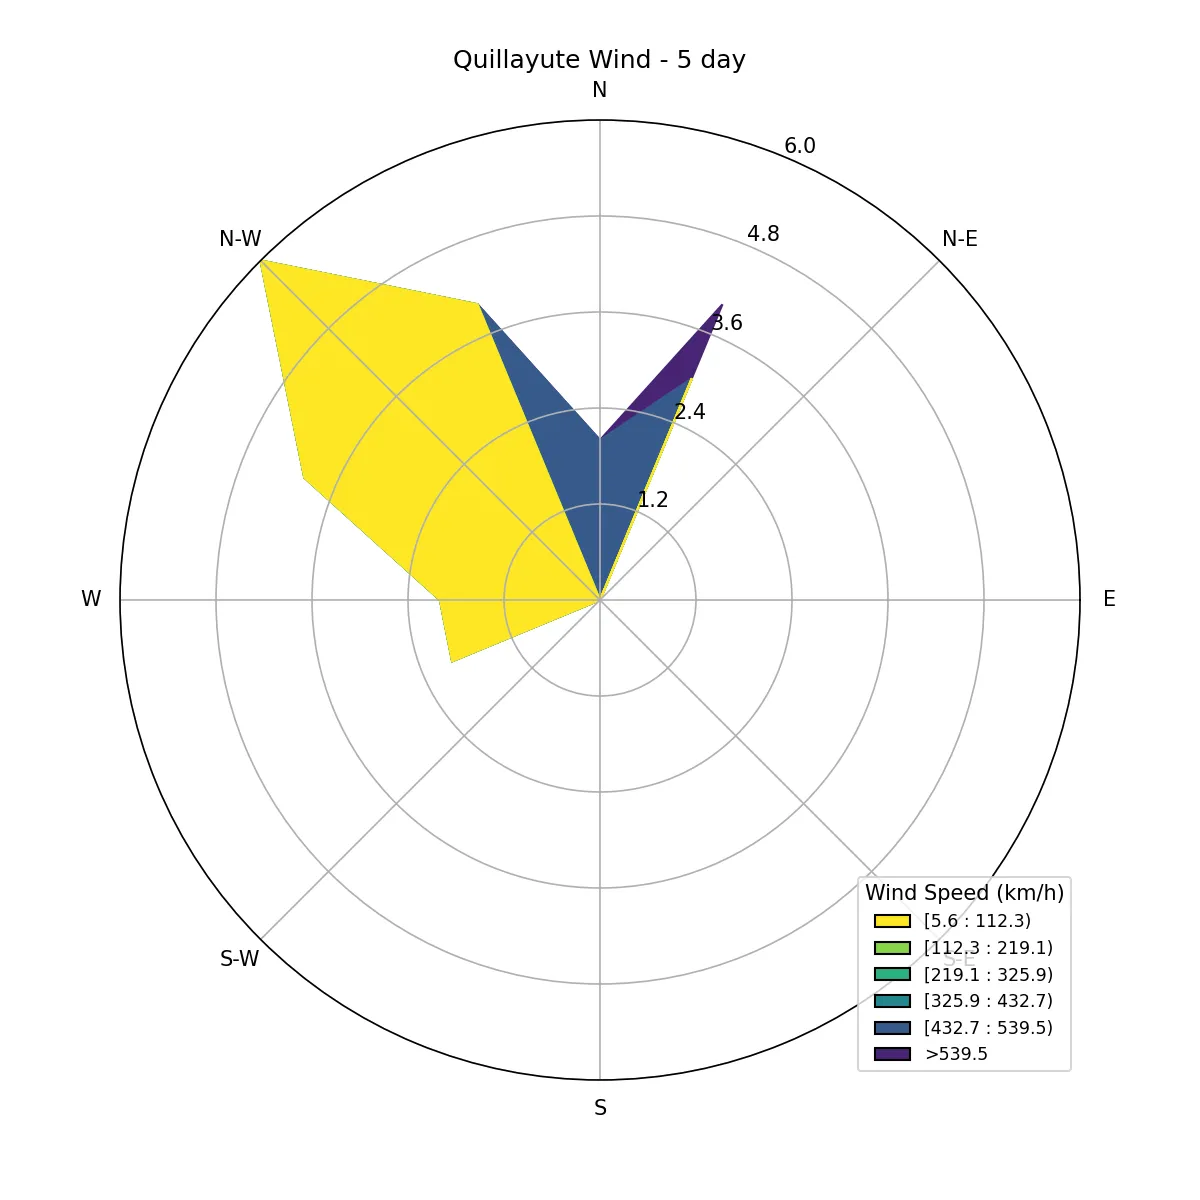 Quillayute Wind - 5 day
N
6.0
4.8
N-W
N-E
3.6
2.4
1.2
W
E
S-W
S-E
Wind Speed (km/h)
[5.6 : 112.3)
[112.3 : 219.1)
[219.1 : 325.9)
[325.9 : 432.7)
[432.7 : 539.5)
>539.5
S